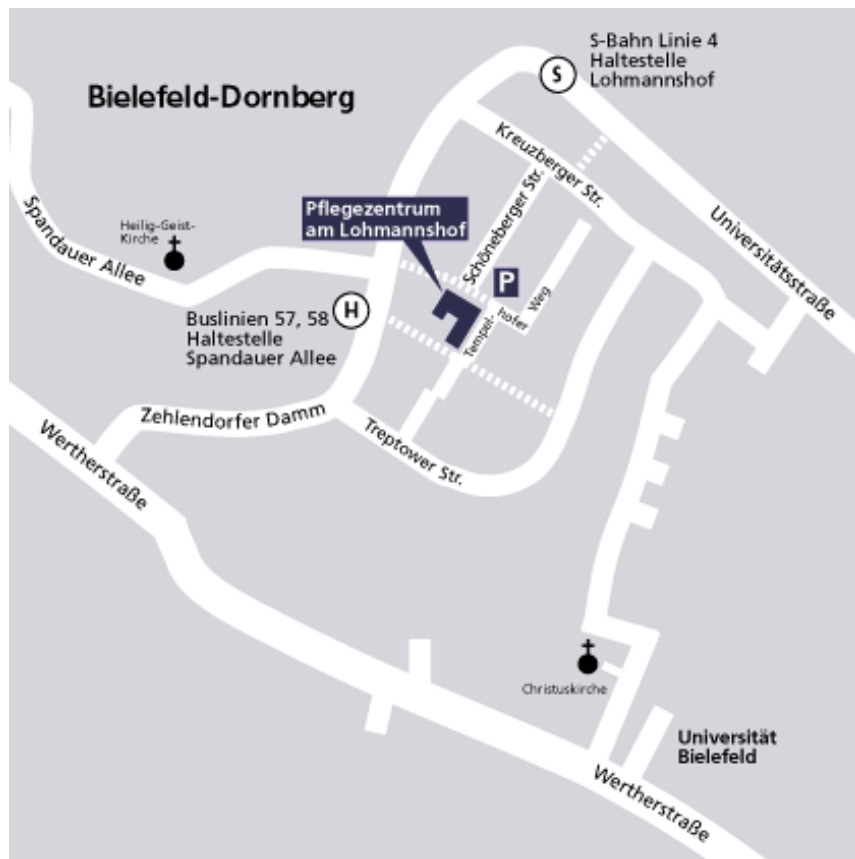 S-Bahn Linie 4
Haltestelle
Lohmannshof
S
Bielefeld-Dornberg
Kreuzberger Str.
Universitätsstraße
Schöneberger Str.
Pflegezentrum
am Lohmannshof
Spandauer Allee
Heilig-Geist-
Kirche
P
H
Buslinien 57, 58
Haltestelle
Spandauer Allee
Tempel-
hofer
Weg
Zehlendorfer Damm
Treptower Str.
Wertherstraße
Christuskirche
Universität
Bielefeld
Wertherstraße